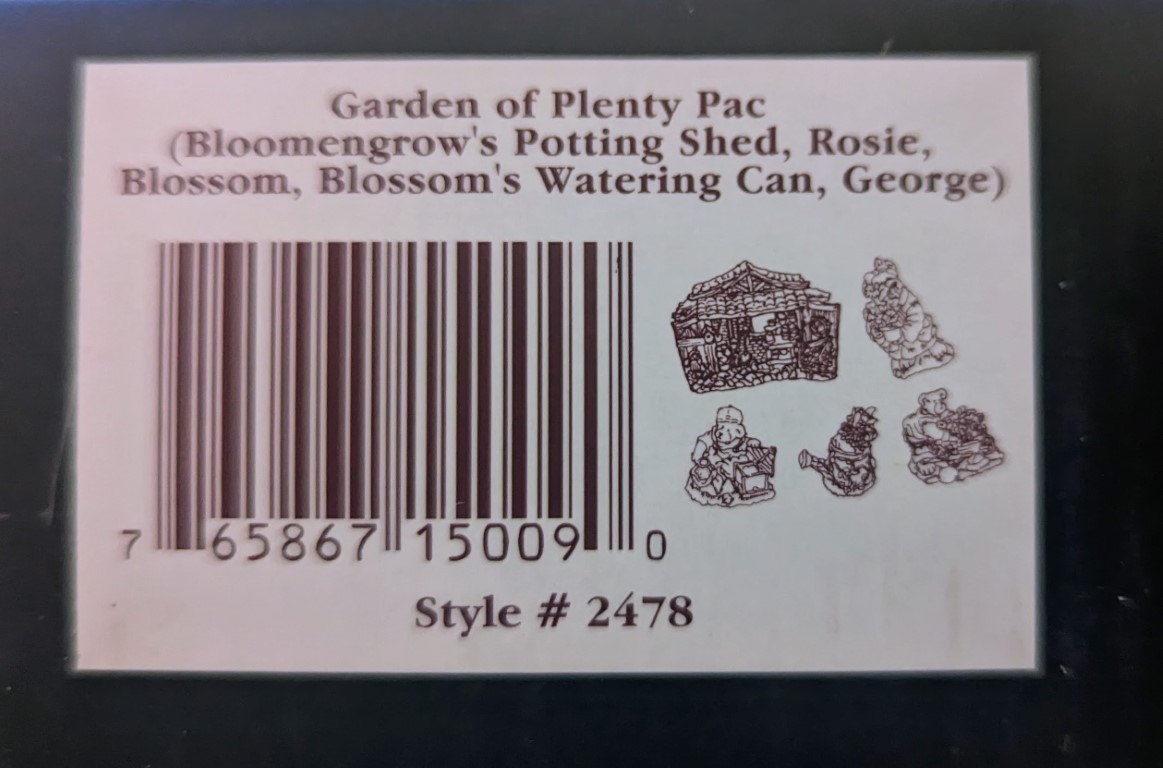 Garden of Plenty Pac
(Bloomengrow's Potting Shed, Rosie,
Blossom, Blossom's Watering Can, George)
7 65867 15009 0
Style # 2478